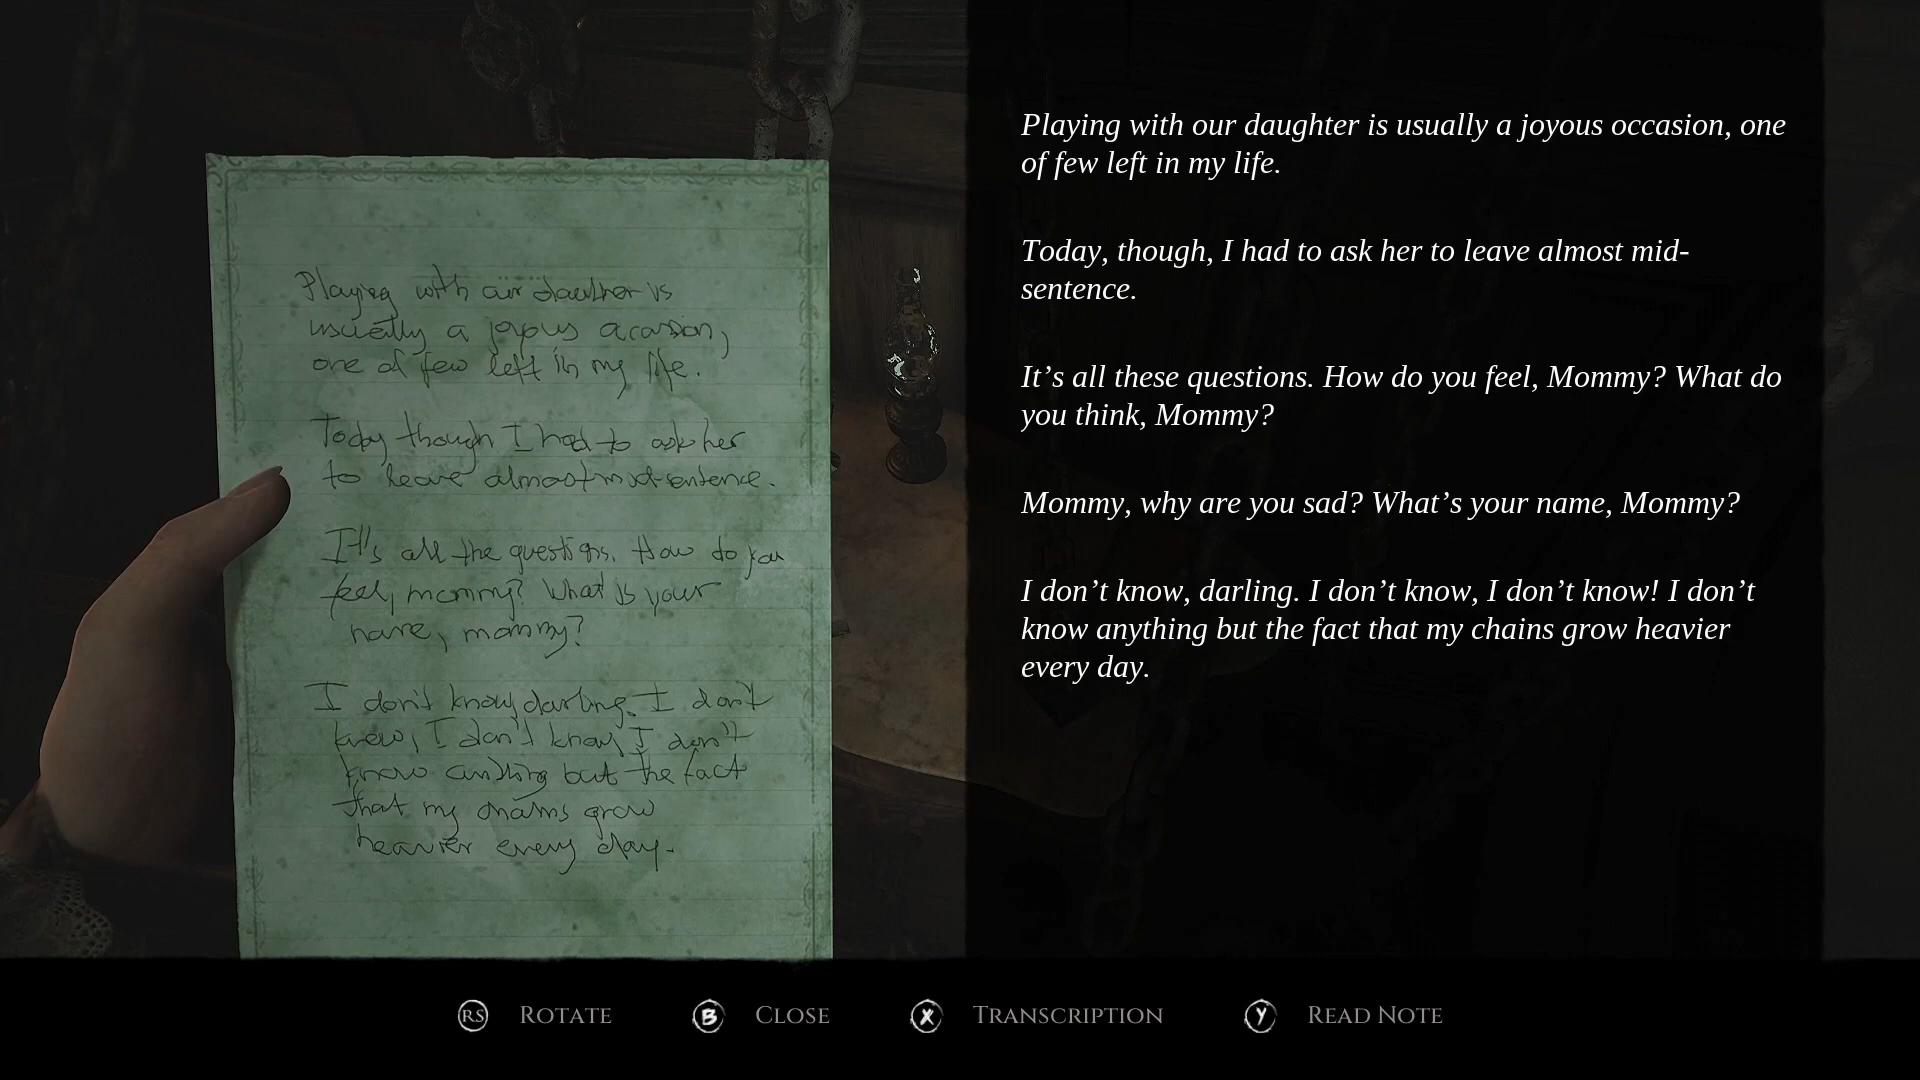 Playing with our daughter is
usually a joyous ocassion,
one of few left in my life.
Today though I had to ask her
to leave almost mid-sentence.
It's all the questions. How do you
feel, mommy? What is your
name, mommy?
I don't know, darling. I don't
know, I don't know, I don't
know anything but the fact
that my chains grow
heavier every day.
Playing with our daughter is usually a joyous occasion, one
of few left in my life.
Today, though, I had to ask her to leave almost mid-
sentence.
It’s all these questions. How do you feel, Mommy? What do
you think, Mommy?
Mommy, why are you sad? What’s your name, Mommy?
I don’t know, darling. I don’t know, I don’t know! I don’t
know anything but the fact that my chains grow heavier
every day.
RS ROTATE B CLOSE X TRANSCRIPTION Y READ NOTE